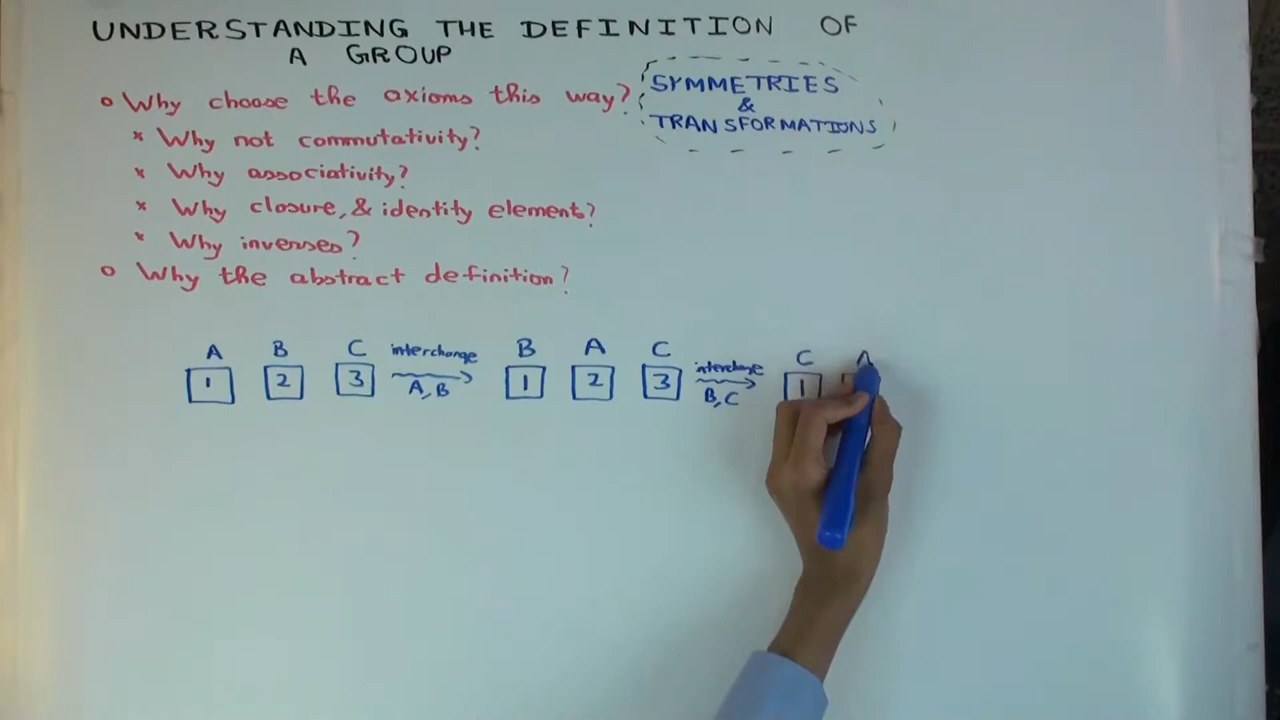 UNDERSTANDING THE DEFINITION OF
A GROUP
o Why choose the axioms this way?
SYMMETRIES
&
TRANSFORMATIONS
* Why not commutativity?
* Why associativity?
* Why closure, & identity element?
* Why inverses?
o Why the abstract definition?
A B C interchange B A C interchange C A
1 2 3 A, B 1 2 3 B, C 1